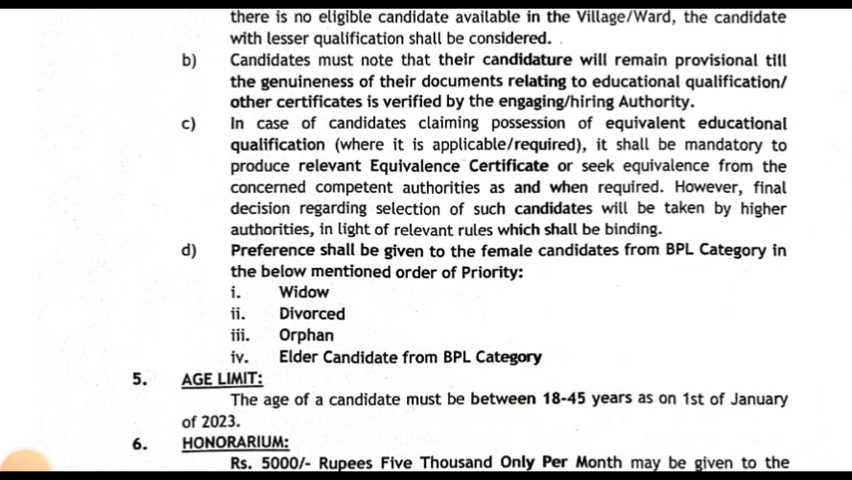 there is no eligible candidate available in the Village/Ward, the candidate
with lesser qualification shall be considered.
b) Candidates must note that their candidature will remain provisional till
the genuineness of their documents relating to educational qualification/
other certificates is verified by the engaging/hiring Authority.
c) In case of candidates claiming possession of equivalent educational
qualification (where it is applicable/required), it shall be mandatory to
produce relevant Equivalence Certificate or seek equivalence from the
concerned competent authorities as and when required. However, final
decision regarding selection of such candidates will be taken by higher
authorities, in light of relevant rules which shall be binding.
d) Preference shall be given to the female candidates from BPL Category in
the below mentioned order of Priority:
i. Widow
ii. Divorced
iii. Orphan
iv. Elder Candidate from BPL Category
5. AGE LIMIT:
The age of a candidate must be between 18-45 years as on 1st of January
of 2023.
6. HONORARIUM:
Rs. 5000/- Rupees Five Thousand Only Per Month may be given to the